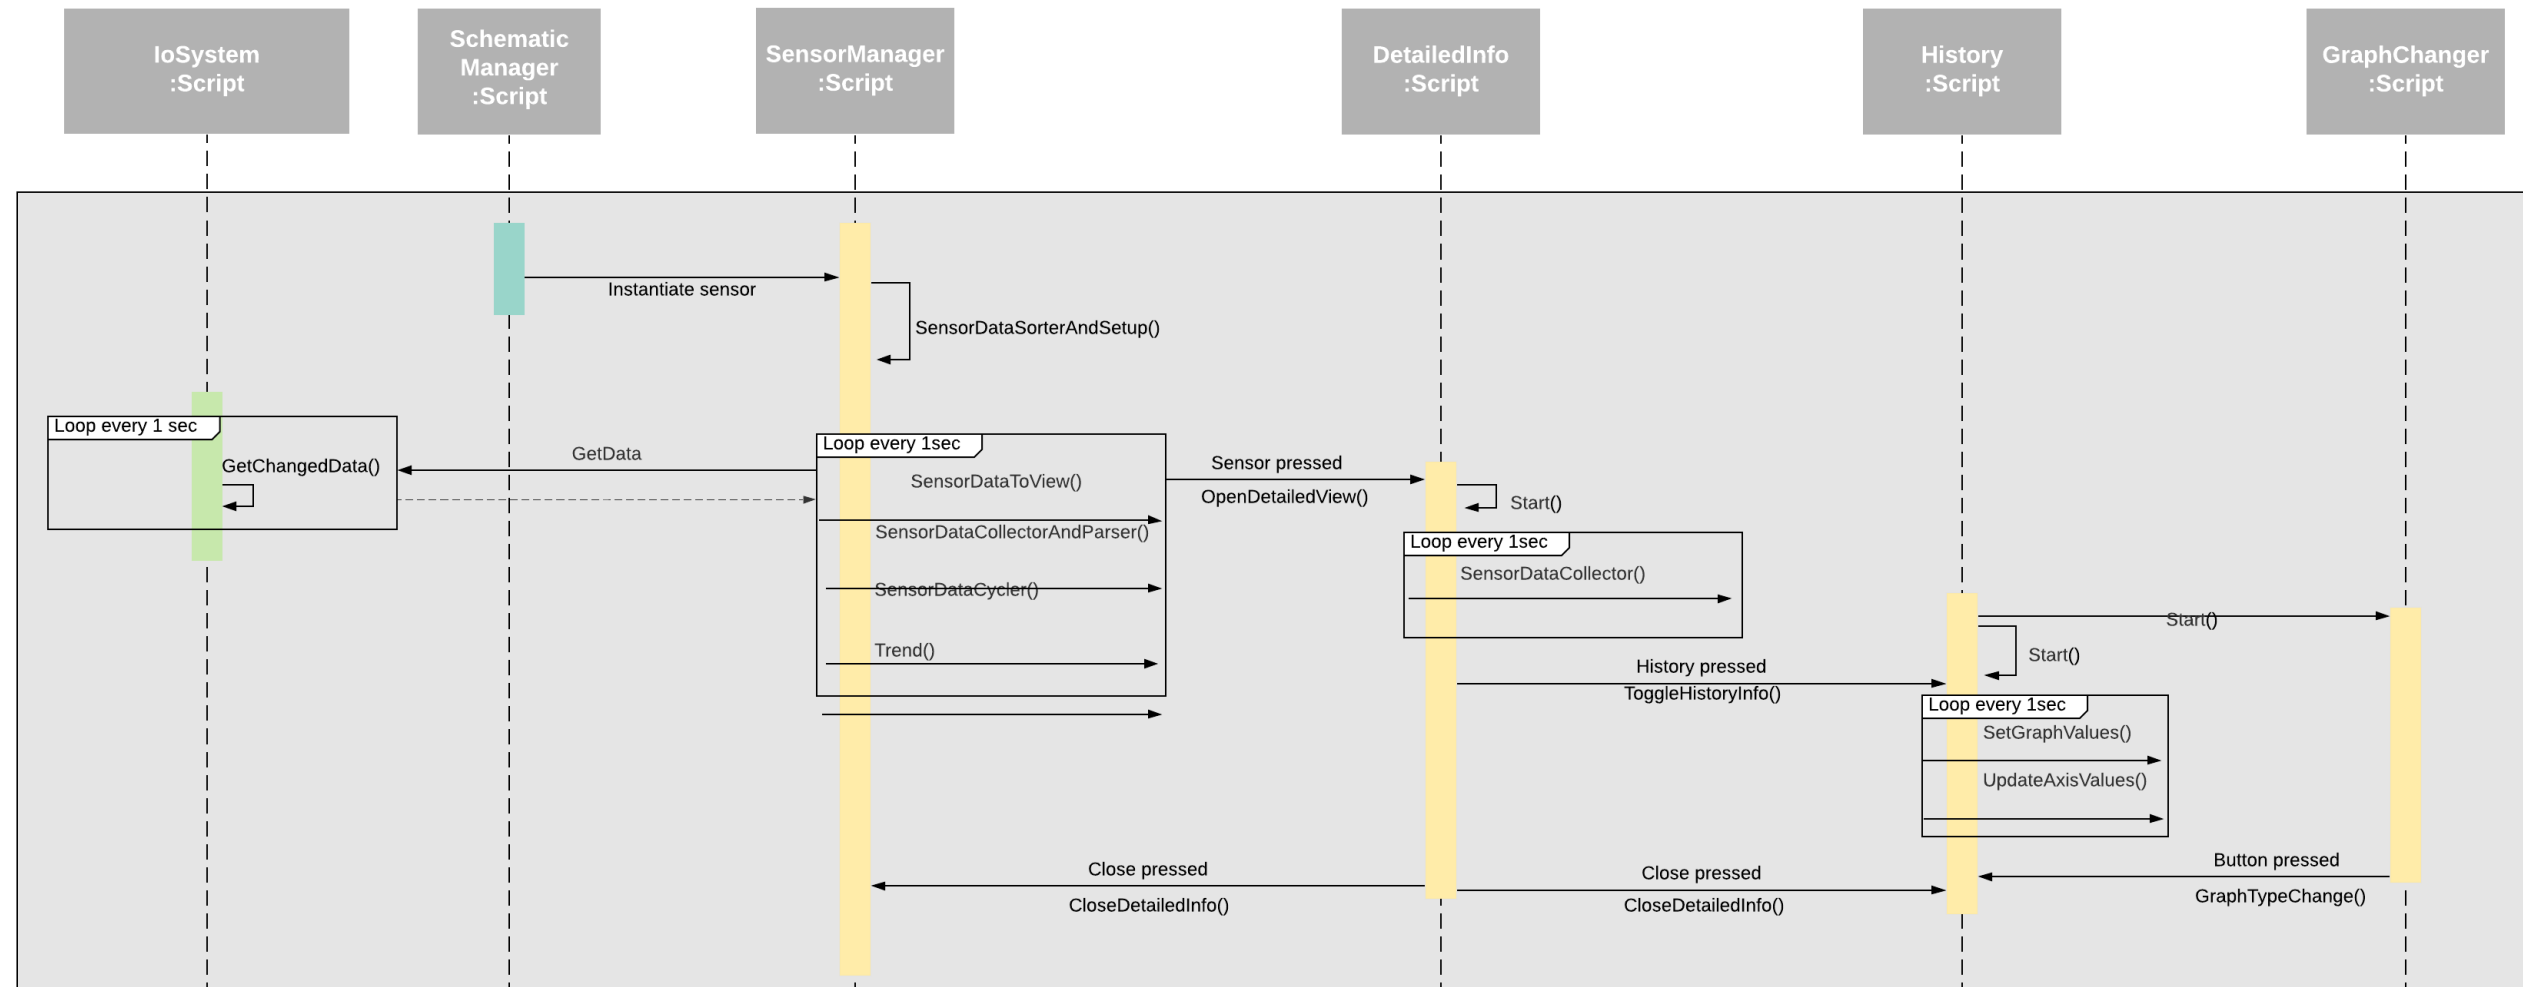 IoSystem
:Script
Schematic
Manager
:Script
SensorManager
:Script
DetailedInfo
:Script
History
:Script
GraphChanger
:Script
Instantiate sensor
SensorDataSorterAndSetup()
Loop every 1 sec
GetChangedData()
GetData
Loop every 1sec
SensorDataToView()
SensorDataCollectorAndParser()
SensorDataCycler()
Trend()
Sensor pressed
OpenDetailedView()
Start()
Loop every 1sec
SensorDataCollector()
History pressed
ToggleHistoryInfo()
Start()
Start()
Loop every 1sec
SetGraphValues()
UpdateAxisValues()
Close pressed
CloseDetailedInfo()
Close pressed
CloseDetailedInfo()
Button pressed
GraphTypeChange()